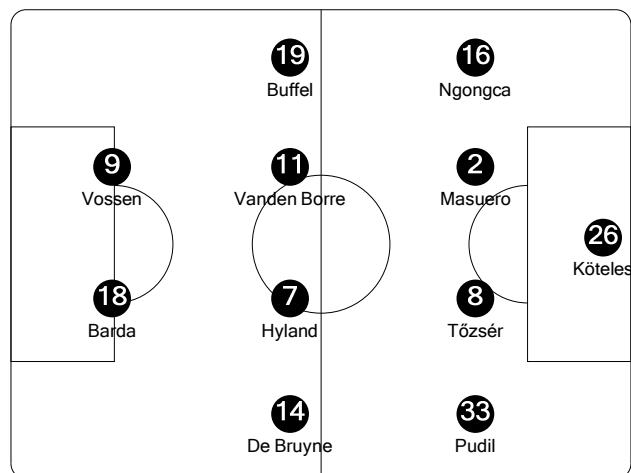 19
Buffel
16
Ngongca
9
Vossen
11
Vanden Borre
2
Masuero
26
Köteles
18
Barda
7
Hyland
8
Tőzsér
14
De Bruyne
33
Pudil